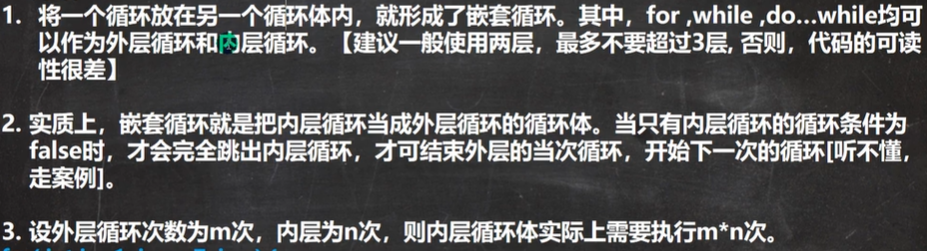 1. 将一个循环放在另一个循环体内，就形成了嵌套循环。其中，for ,while ,do…while均可
以作为外层循环和内层循环。【建议一般使用两层，最多不要超过3层, 否则，代码的可读
性很差】
2. 实质上，嵌套循环就是把内层循环当成外层循环的循环体。当只有内层循环的循环条件为
false时，才会完全跳出内层循环，才可结束外层的当次循环，开始下一次的循环[听不懂，
走案例]。
3. 设外层循环次数为m次，内层为n次，则内层循环体实际上需要执行m*n次。